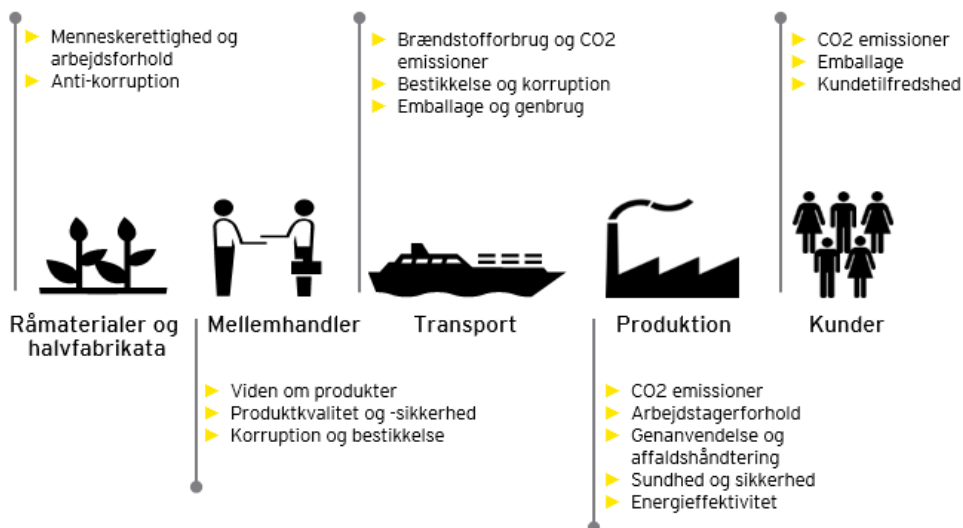 Menneskerettighed og
arbejdsforhold
Anti-korruption
Brændstofforbrug og CO2
emissioner
Bestikkelse og korruption
Emballage og genbrug
CO2 emissioner
Emballage
Kundetilfredshed
Råmaterialer og
halvfabrikata
Mellemhandler
Transport
Produktion
Kunder
Viden om produkter
Produktkvalitet og -sikkerhed
Korruption og bestikkelse
CO2 emissioner
Arbejdstagerforhold
Genanvendelse og
affaldshåndtering
Sundhed og sikkerhed
Energieffektivitet